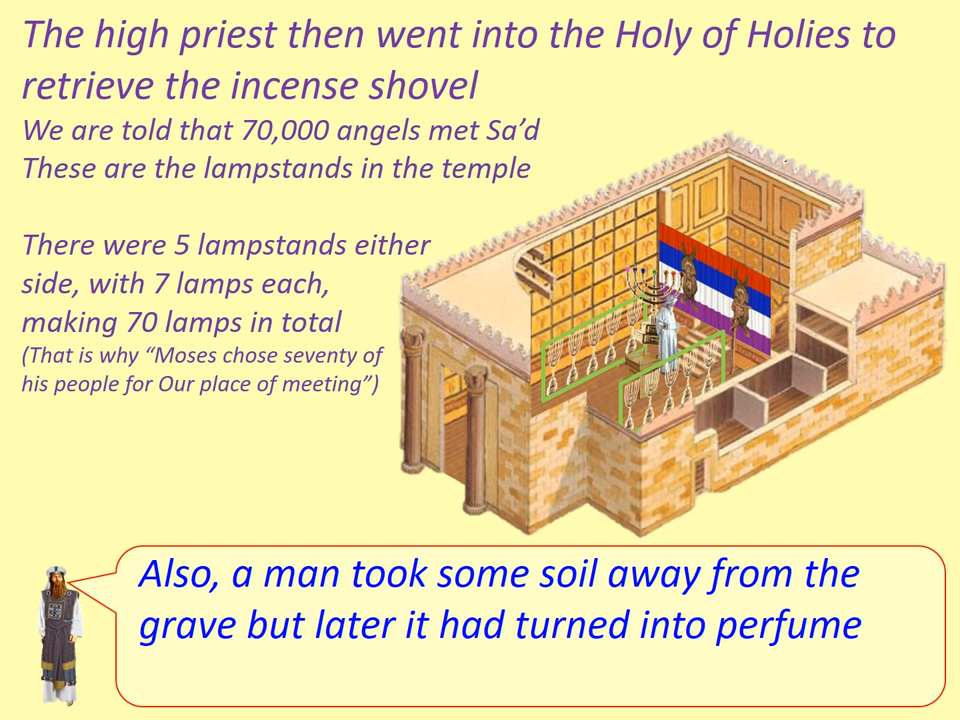 The high priest then went into the Holy of Holies to
retrieve the incense shovel
We are told that 70,000 angels met Sa’d
These are the lampstands in the temple
There were 5 lampstands either
side, with 7 lamps each,
making 70 lamps in total
(That is why “Moses chose seventy of
his people for Our place of meeting”)
Also, a man took some soil away from the
grave but later it had turned into perfume